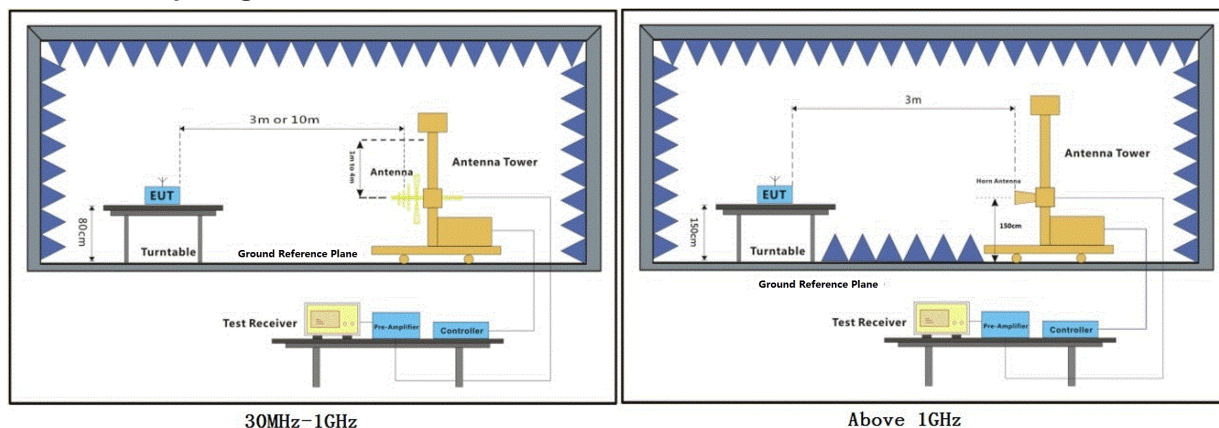 3m or 10m
1m to 4m
Antenna
Antenna Tower
EUT
80cm
Turntable
Ground Reference Plane
Test Receiver
Pre-Amplifier
Controller
30MHz-1GHz
3m
Antenna Tower
Horn Antenna
EUT
150cm
150cm
Turntable
Ground Reference Plane
Test Receiver
Pre-Amplifier
Controller
Above 1GHz